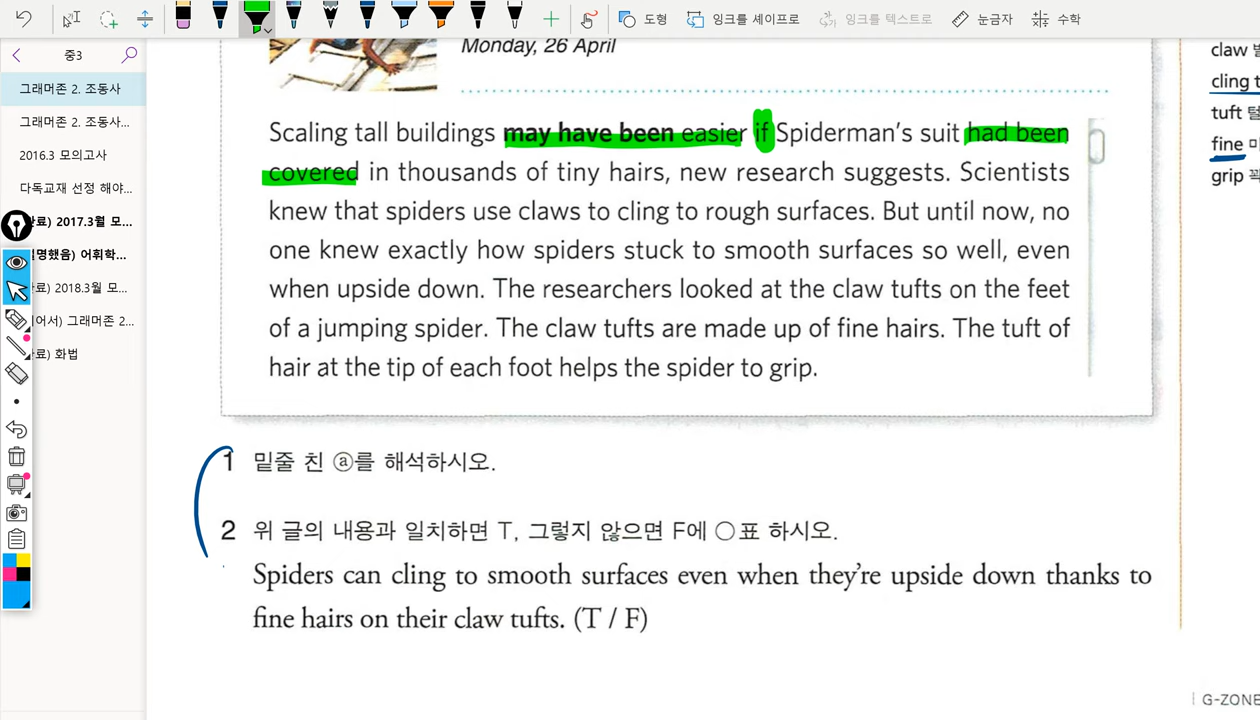 도형
잉크를 셰이프로
잉크를 텍스트로
눈금자
수학
중3
그래머존 2. 조동사
그래머존 2. 조동사...
2016.3 모의고사
다독교재 선정 해야...
2017.3월 모...
명했음) 어휘학...
료) 2018.3월 모...
어서) 그래머존 2...
료) 화법
Monday, 26 April
Scaling tall buildings may have been easier if Spiderman's suit had been
covered in thousands of tiny hairs, new research suggests. Scientists
knew that spiders use claws to cling to rough surfaces. But until now, no
one knew exactly how spiders stuck to smooth surfaces so well, even
when upside down. The researchers looked at the claw tufts on the feet
of a jumping spider. The claw tufts are made up of fine hairs. The tuft of
hair at the tip of each foot helps the spider to grip.
claw
cling t
tuft 털
fine
grip
1 밑줄 친 ⓐ를 해석하시오.
2 위 글의 내용과 일치하면 T, 그렇지 않으면 F에 ○표 하시오.
Spiders can cling to smooth surfaces even when they're upside down thanks to
fine hairs on their claw tufts. (T / F)
G-ZONE